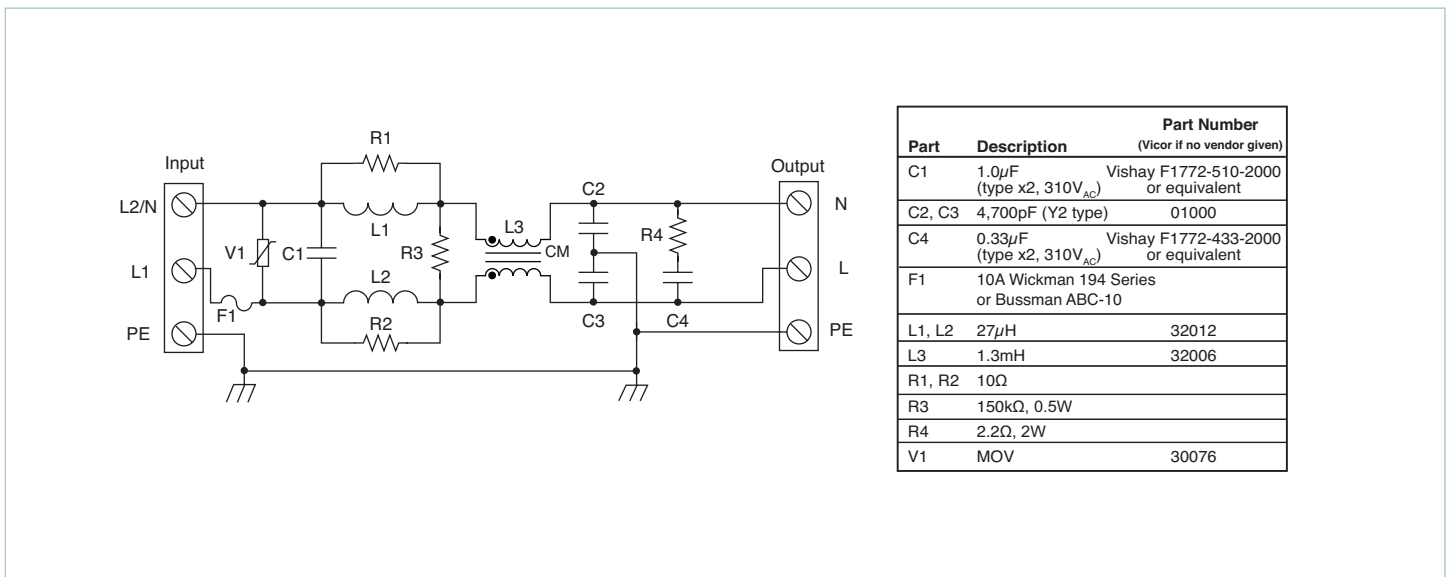 Input
L2/N
L1
PE
F1
V1
C1
R1
L1
L2
R2
R3
L3
CM
C2
C3
R4
C4
Output
N
L
PE
Part Number
Part Description (Vicor if no vendor given)
C1 1.0µF Vishay F1772-510-2000
(type x2, 310VAC) or equivalent
C2, C3 4,700pF (Y2 type) 01000
C4 0.33µF Vishay F1772-433-2000
(type x2, 310VAC) or equivalent
F1 10A Wickman 194 Series
or Bussman ABC-10
L1, L2 27µH 32012
L3 1.3mH 32006
R1, R2 10Ω
R3 150kΩ, 0.5W
R4 2.2Ω, 2W
V1 MOV 30076